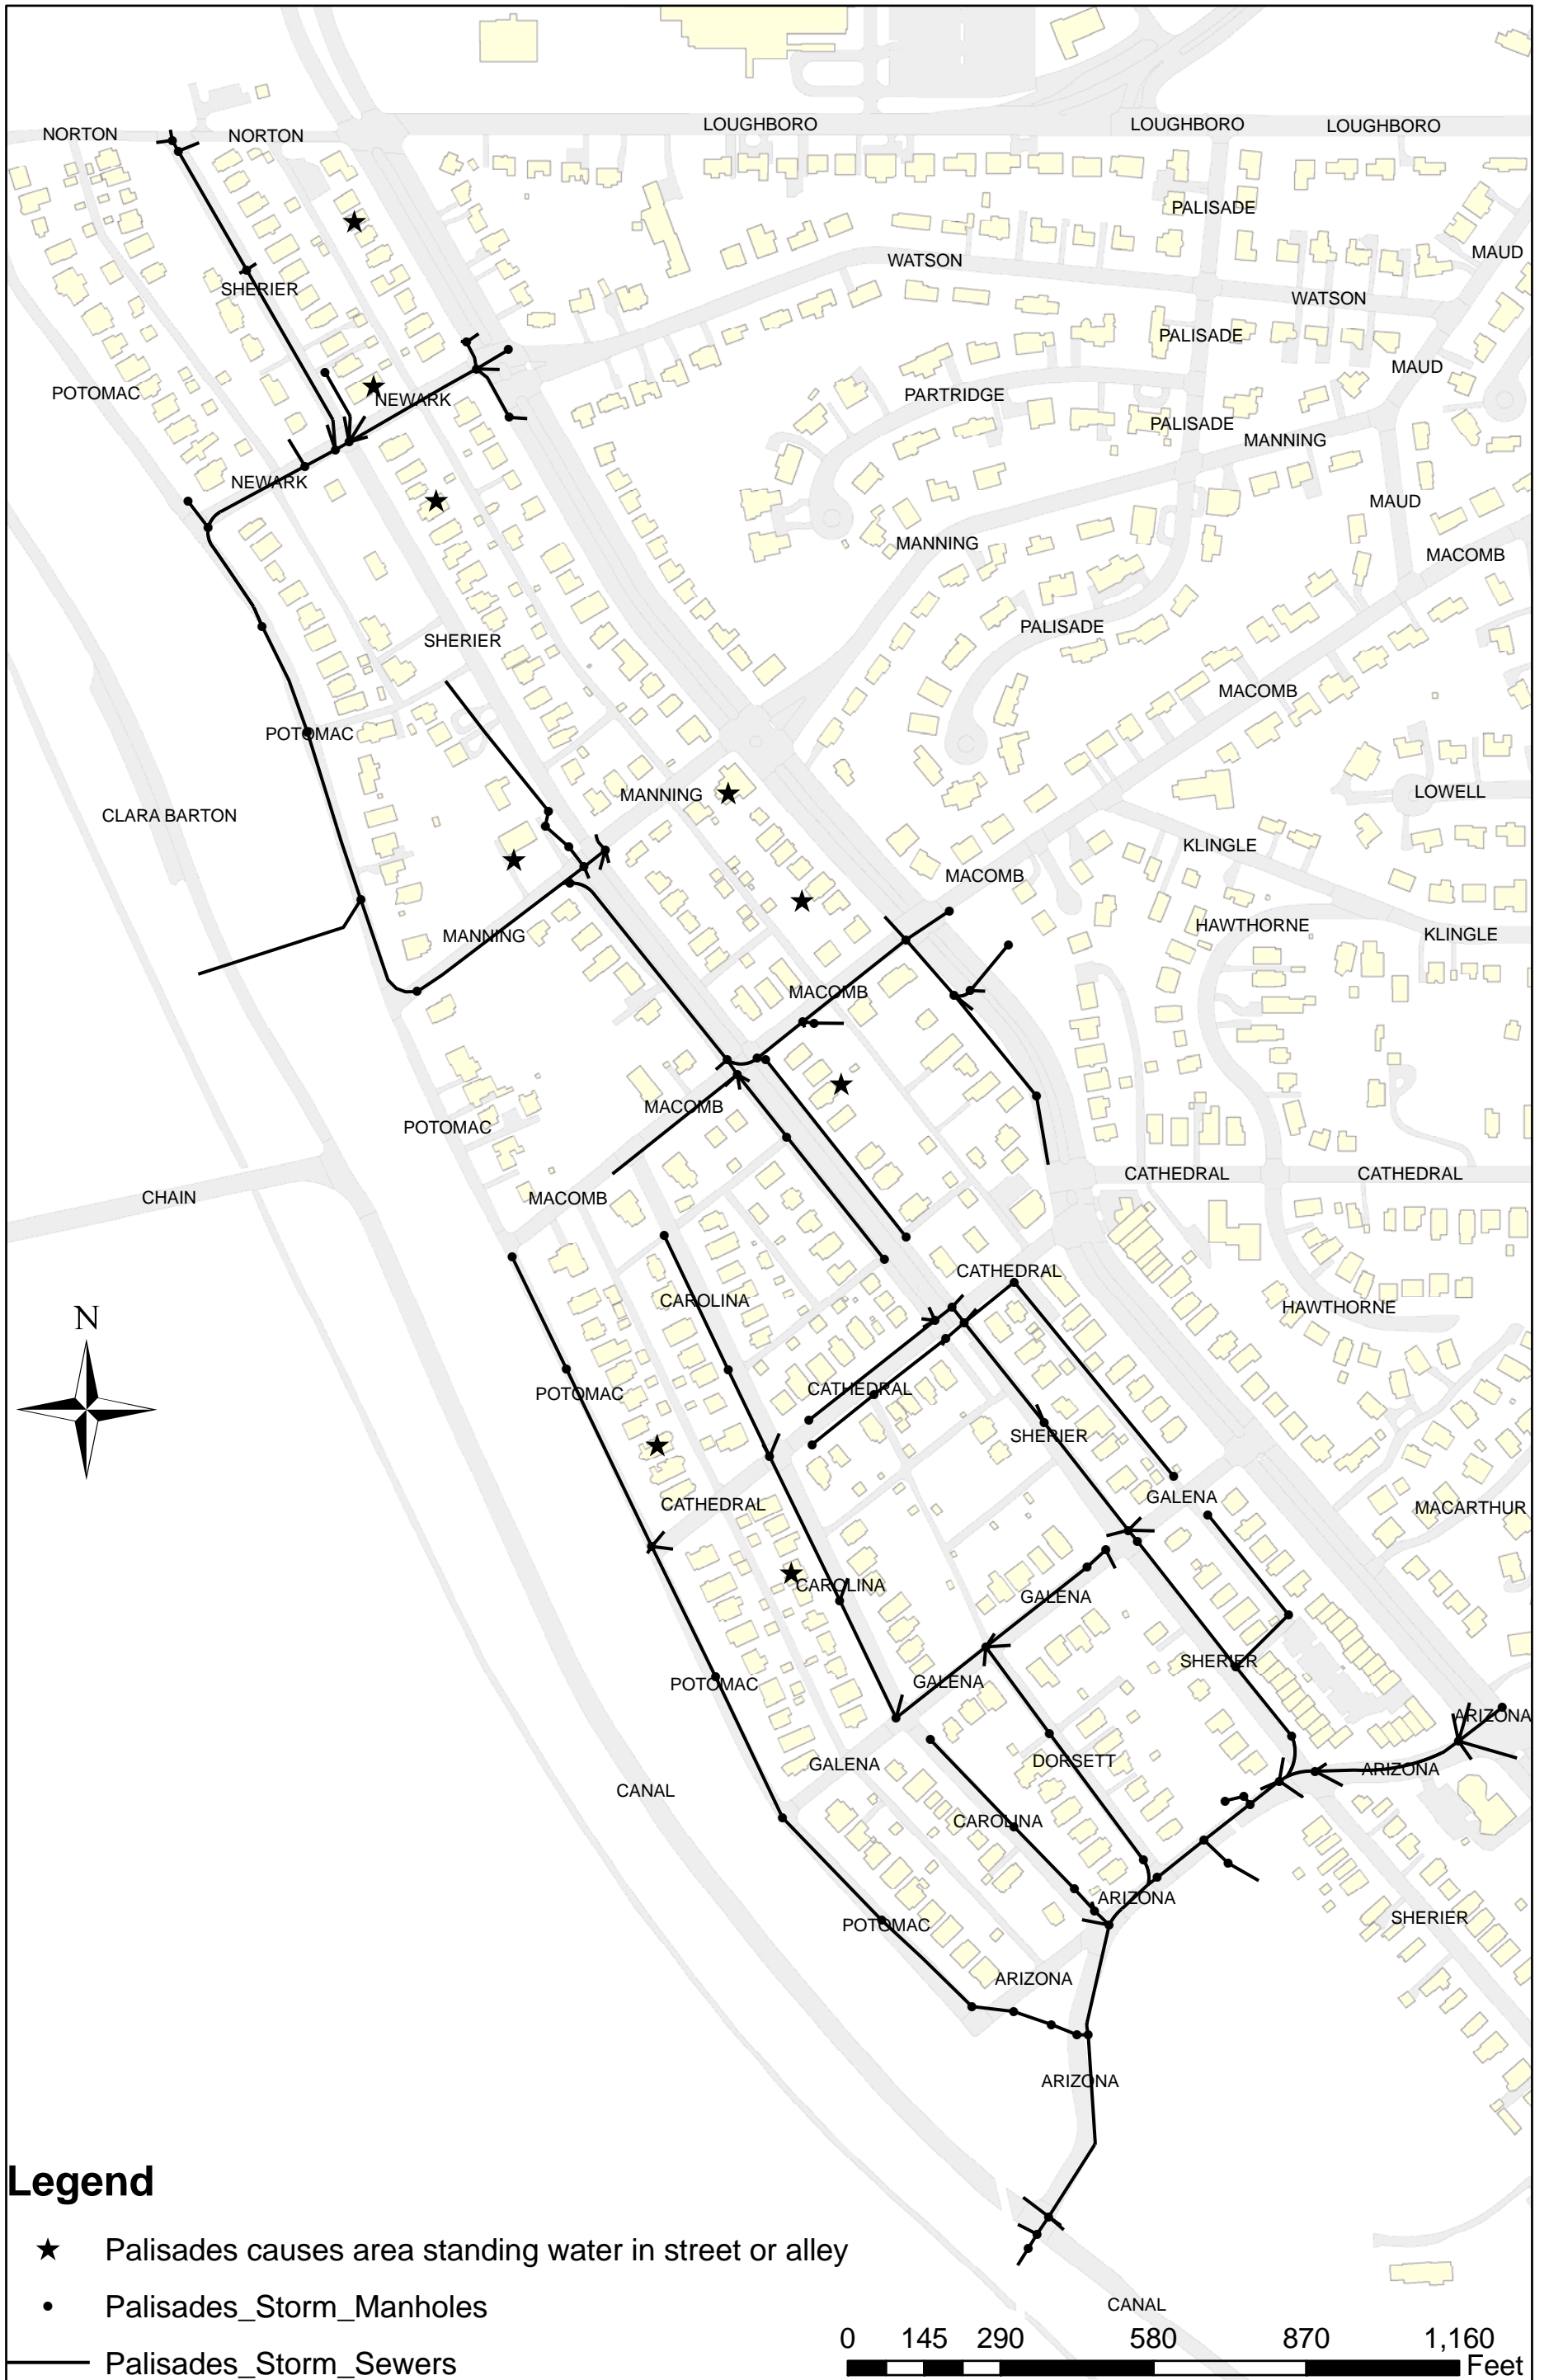 LOUGHBORO LOUGHBORO LOUGHBORO
NORTON NORTON
PALISADE
MAUD
WATSON
SHERIER
WATSON
PALISADE
MAUD
POTOMAC
PARTRIDGE
NEWARK
PALISADE
MANNING
NEWARK
MAUD
MANNING
MACOMB
PALISADE
SHERIER
MACOMB
POTOMAC
LOWELL
MANNING
CLARA BARTON
KLINGLE
MACOMB
HAWTHORNE
KLINGLE
MANNING
MACOMB
MACOMB
POTOMAC
CATHEDRAL CATHEDRAL
CHAIN
MACOMB
CATHEDRAL
CAROLINA
HAWTHORNE
N
CATHEDRAL
POTOMAC
SHERIER
GALENA
CATHEDRAL
MACARTHUR
CAROLINA
GALENA
SHERIER
GALENA
POTOMAC
ARIZONA
DORSETT
GALENA
ARIZONA
CANAL
CAROLINA
ARIZONA
SHERIER
POTOMAC
ARIZONA
ARIZONA
Legend
Palisades causes area standing water in street or alley
CANAL
Palisades_Storm_Manholes
0 145 290 580 870 1,160
Palisades_Storm_Sewers
Feet